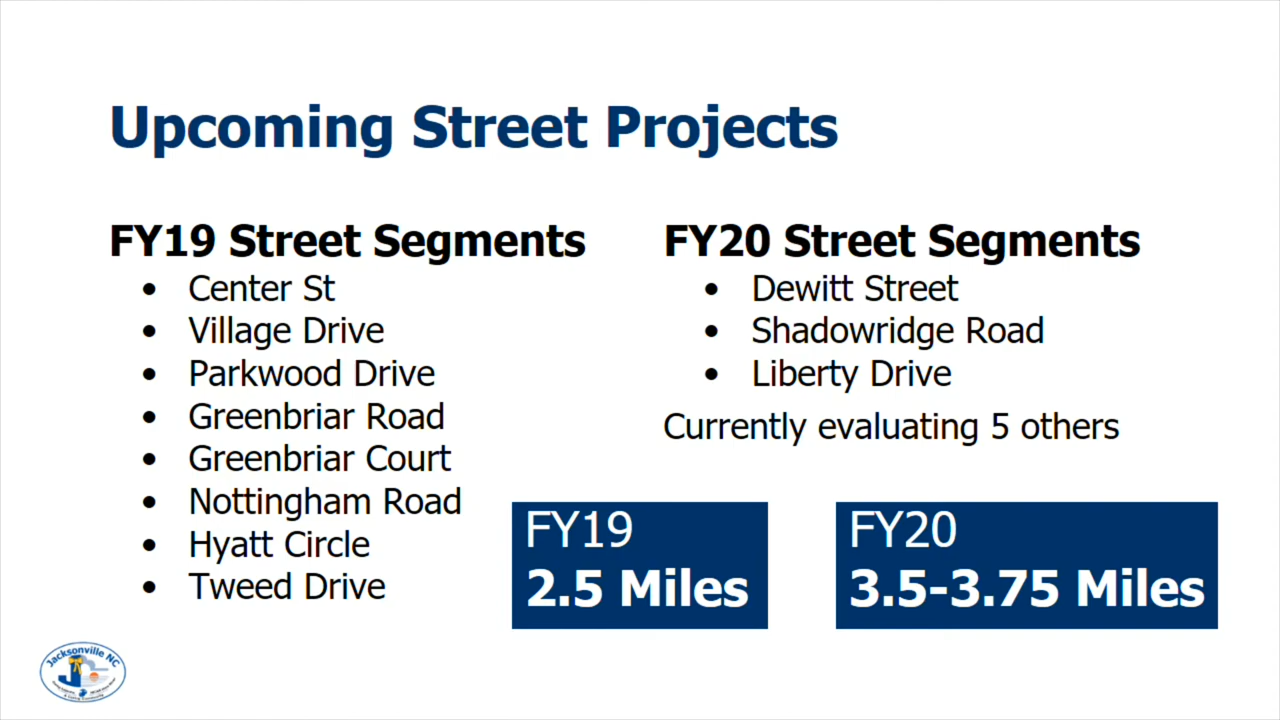 Upcoming Street Projects
FY19 Street Segments
• Center St
• Village Drive
• Parkwood Drive
• Greenbriar Road
• Greenbriar Court
• Nottingham Road
• Hyatt Circle
• Tweed Drive
FY20 Street Segments
• Dewitt Street
• Shadowridge Road
• Liberty Drive
Currently evaluating 5 others
FY19
2.5 Miles
FY20
3.5-3.75 Miles
Jacksonville NC